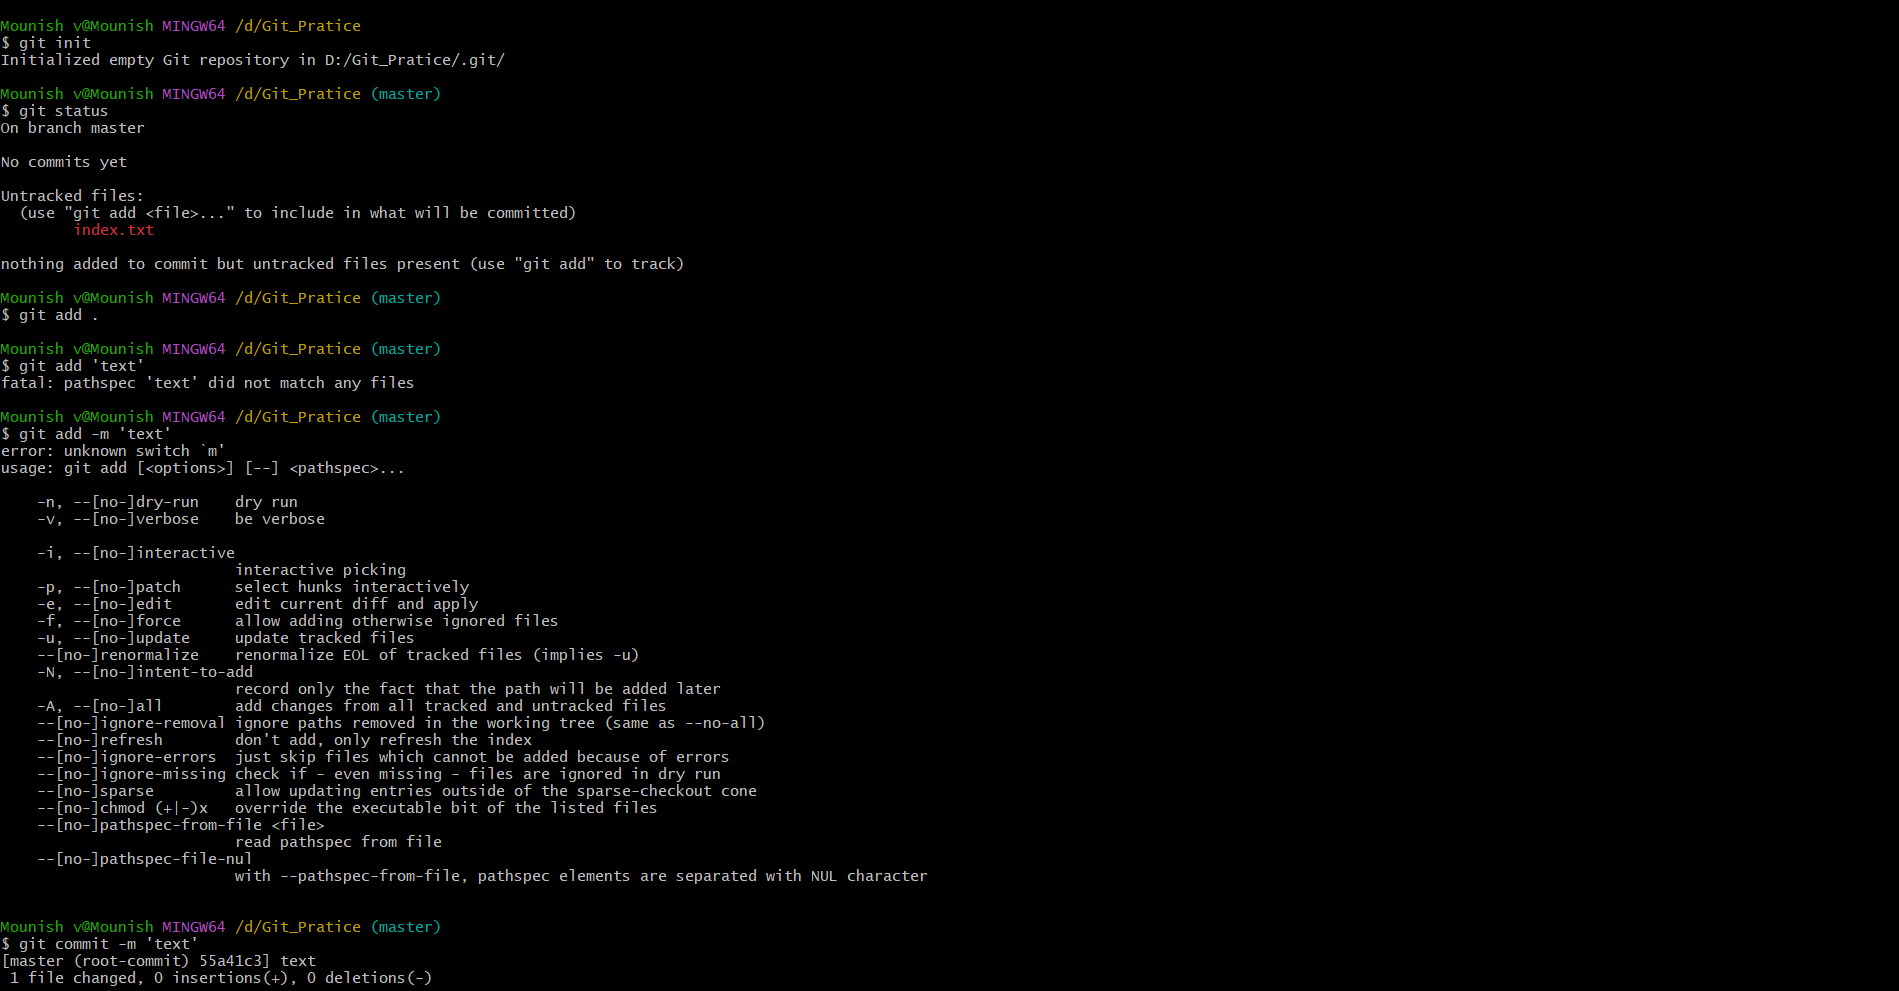 Mounish v@Mounish MINGW64 /d/Git_Pratice
$ git init
Initialized empty Git repository in D:/Git_Pratice/.git/
Mounish v@Mounish MINGW64 /d/Git_Pratice (master)
$ git status
On branch master
No commits yet
Untracked files:
  (use "git add <file>..." to include in what will be committed)
        index.txt
nothing added to commit but untracked files present (use "git add" to track)
Mounish v@Mounish MINGW64 /d/Git_Pratice (master)
$ git add .
Mounish v@Mounish MINGW64 /d/Git_Pratice (master)
$ git add 'text'
fatal: pathspec 'text' did not match any files
Mounish v@Mounish MINGW64 /d/Git_Pratice (master)
$ git add -m 'text'
error: unknown switch `m'
usage: git add [<options>] [--] <pathspec>...
    -n, --[no-]dry-run    dry run
    -v, --[no-]verbose    be verbose
    -i, --[no-]interactive
                          interactive picking
    -p, --[no-]patch      select hunks interactively
    -e, --[no-]edit       edit current diff and apply
    -f, --[no-]force      allow adding otherwise ignored files
    -u, --[no-]update     update tracked files
    --[no-]renormalize    renormalize EOL of tracked files (implies -u)
    -N, --[no-]intent-to-add
                          record only the fact that the path will be added later
    -A, --[no-]all        add changes from all tracked and untracked files
    --[no-]ignore-removal ignore paths removed in the working tree (same as --no-all)
    --[no-]refresh        don't add, only refresh the index
    --[no-]ignore-errors  just skip files which cannot be added because of errors
    --[no-]ignore-missing check if - even missing - files are ignored in dry run
    --[no-]sparse         allow updating entries outside of the sparse-checkout cone
    --[no-]chmod (+|-)x   override the executable bit of the listed files
    --[no-]pathspec-from-file <file>
                          read pathspec from file
    --[no-]pathspec-file-nul
                          with --pathspec-from-file, pathspec elements are separated with NUL character
Mounish v@Mounish MINGW64 /d/Git_Pratice (master)
$ git commit -m 'text'
[master (root-commit) 55a41c3] text
 1 file changed, 0 insertions(+), 0 deletions(-)